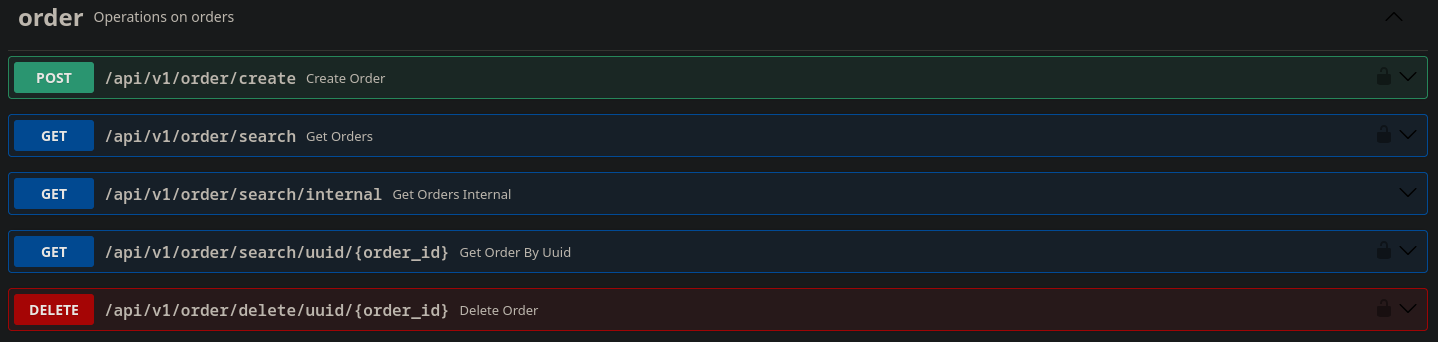 order Operations on orders
POST /api/v1/order/create Create Order
GET /api/v1/order/search Get Orders
GET /api/v1/order/search/internal Get Orders Internal
GET /api/v1/order/search/uuid/{order_id} Get Order By Uuid
DELETE /api/v1/order/delete/uuid/{order_id} Delete Order